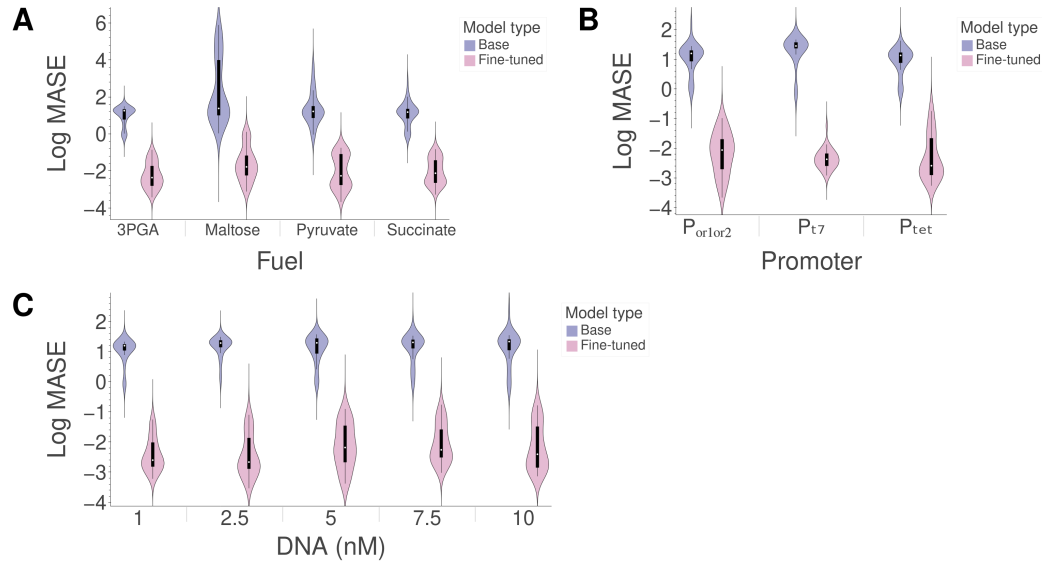 A
Log MASE
6
4
2
0
−2
−4
3PGA
Maltose
Pyruvate
Succinate
Fuel
Model type
Base
Fine-tuned
B
Log MASE
2
1
0
−1
−2
−3
−4
Por1or2
Pt7
Ptet
Promoter
Model type
Base
Fine-tuned
C
Log MASE
2
1
0
−1
−2
−3
−4
1
2.5
5
7.5
10
DNA (nM)
Model type
Base
Fine-tuned